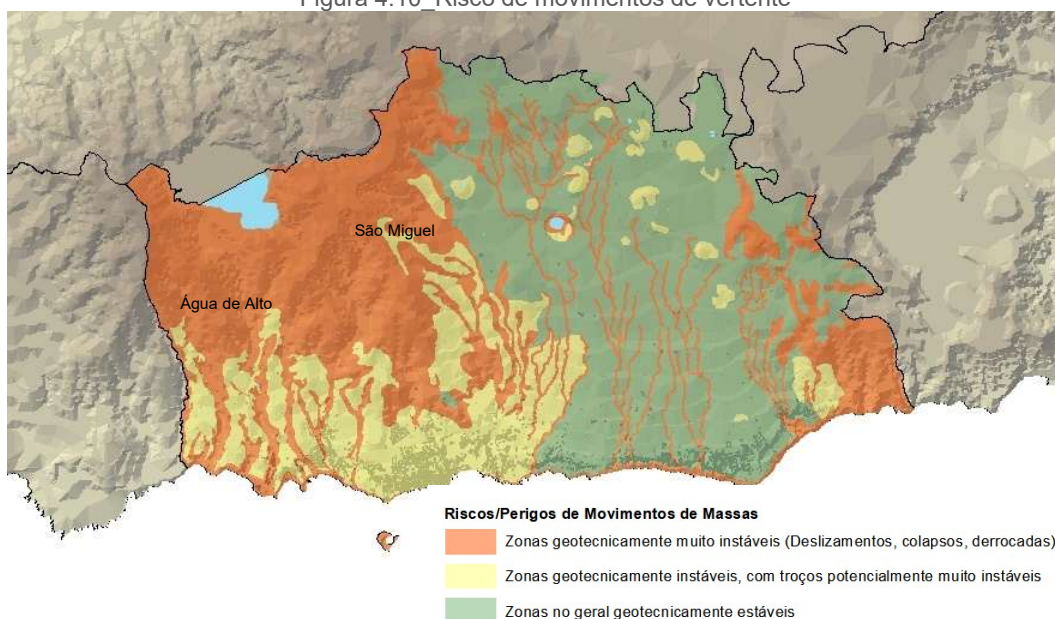 Figura 4.10_Risco de movimentos de vertente
São Miguel
Água de Alto
Riscos/Perigos de Movimentos de Massas
Zonas geotecnicamente muito instáveis (Deslizamentos, colapsos, derrocadas)
Zonas geotecnicamente instáveis, com troços potencialmente muito instáveis
Zonas no geral geotecnicamente estáveis